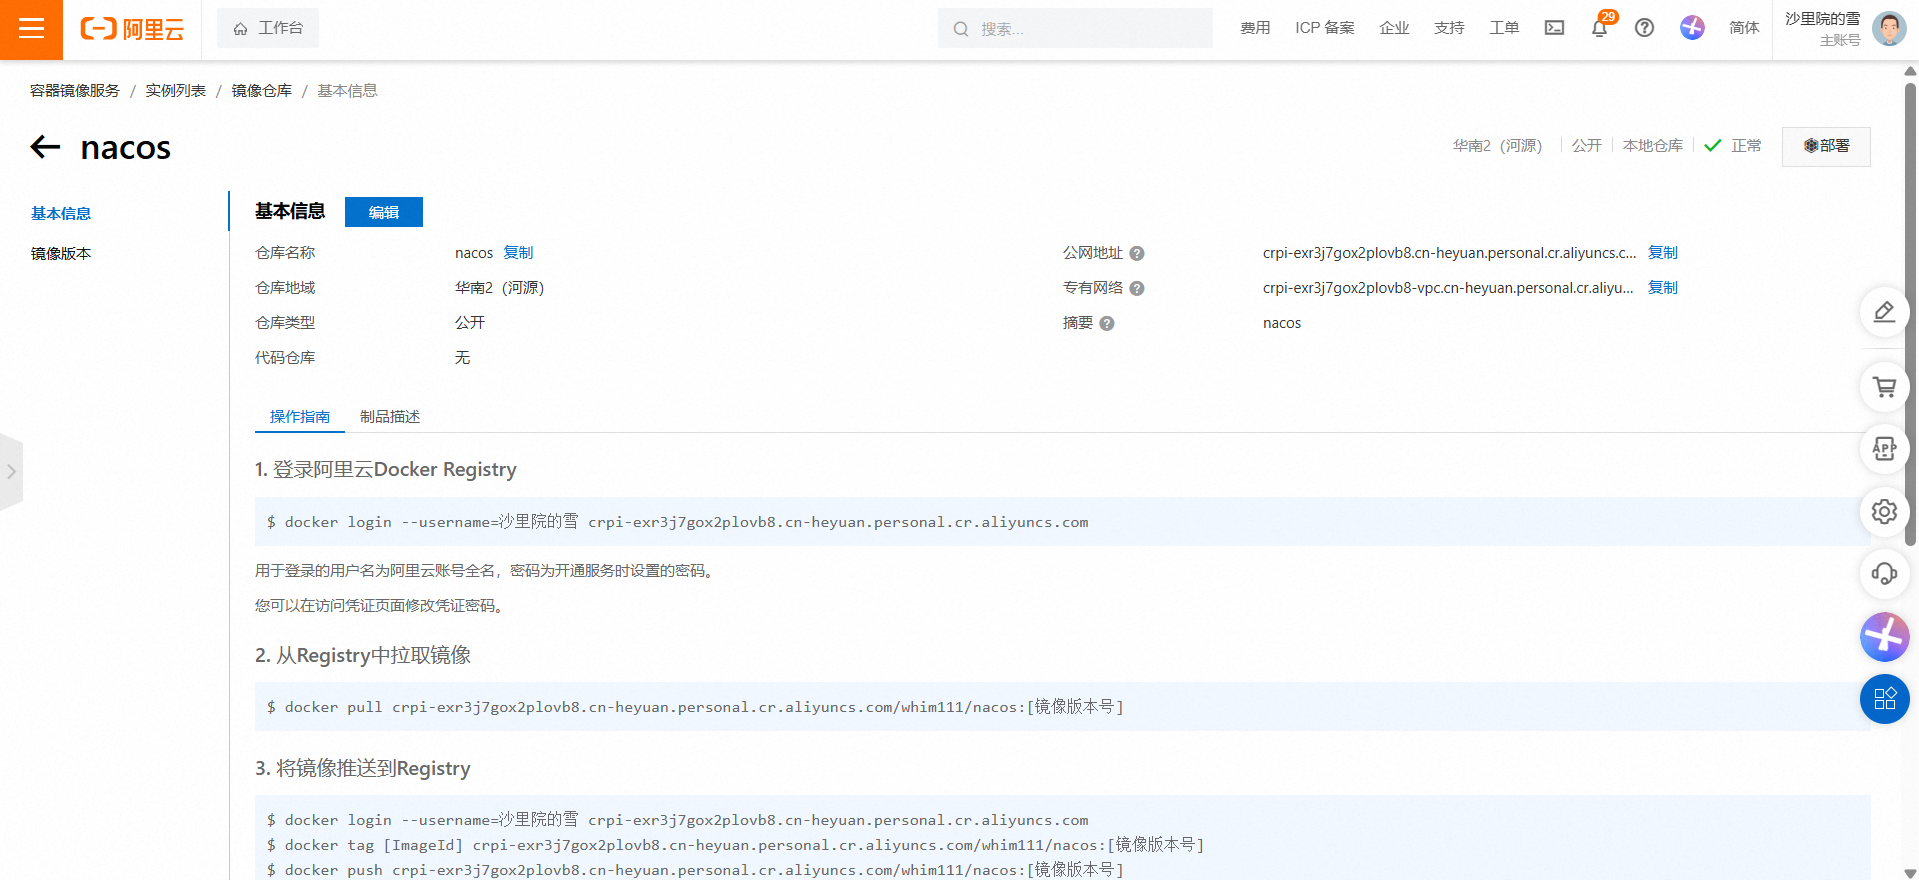 阿里云
工作台
搜索...
费用
ICP 备案
企业
支持
工单
29
简体
沙里院的雪
主账号
容器镜像服务 / 实例列表 / 镜像仓库 / 基本信息
nacos
华南2（河源）
公开
本地仓库
正常
部署
基本信息
镜像版本
基本信息
编辑
仓库名称 nacos 复制
公网地址 crpi-exr3j7gox2plovb8.cn-heyuan.personal.cr.aliyuncs.c... 复制
仓库地域 华南2（河源）
专有网络 crpi-exr3j7gox2plovb8-vpc.cn-heyuan.personal.cr.aliyu... 复制
仓库类型 公开
摘要 nacos
代码仓库 无
操作指南
制品描述
1. 登录阿里云Docker Registry
$ docker login --username=沙里院的雪 crpi-exr3j7gox2plovb8.cn-heyuan.personal.cr.aliyuncs.com
用于登录的用户名为阿里云账号全名，密码为开通服务时设置的密码。
您可以在访问凭证页面修改凭证密码。
2. 从Registry中拉取镜像
$ docker pull crpi-exr3j7gox2plovb8.cn-heyuan.personal.cr.aliyuncs.com/whim111/nacos:[镜像版本号]
3. 将镜像推送到Registry
$ docker login --username=沙里院的雪 crpi-exr3j7gox2plovb8.cn-heyuan.personal.cr.aliyuncs.com
$ docker tag [ImageId] crpi-exr3j7gox2plovb8.cn-heyuan.personal.cr.aliyuncs.com/whim111/nacos:[镜像版本号]
$ docker push crpi-exr3j7gox2plovb8.cn-heyuan.personal.cr.aliyuncs.com/whim111/nacos:[镜像版本号]
APP